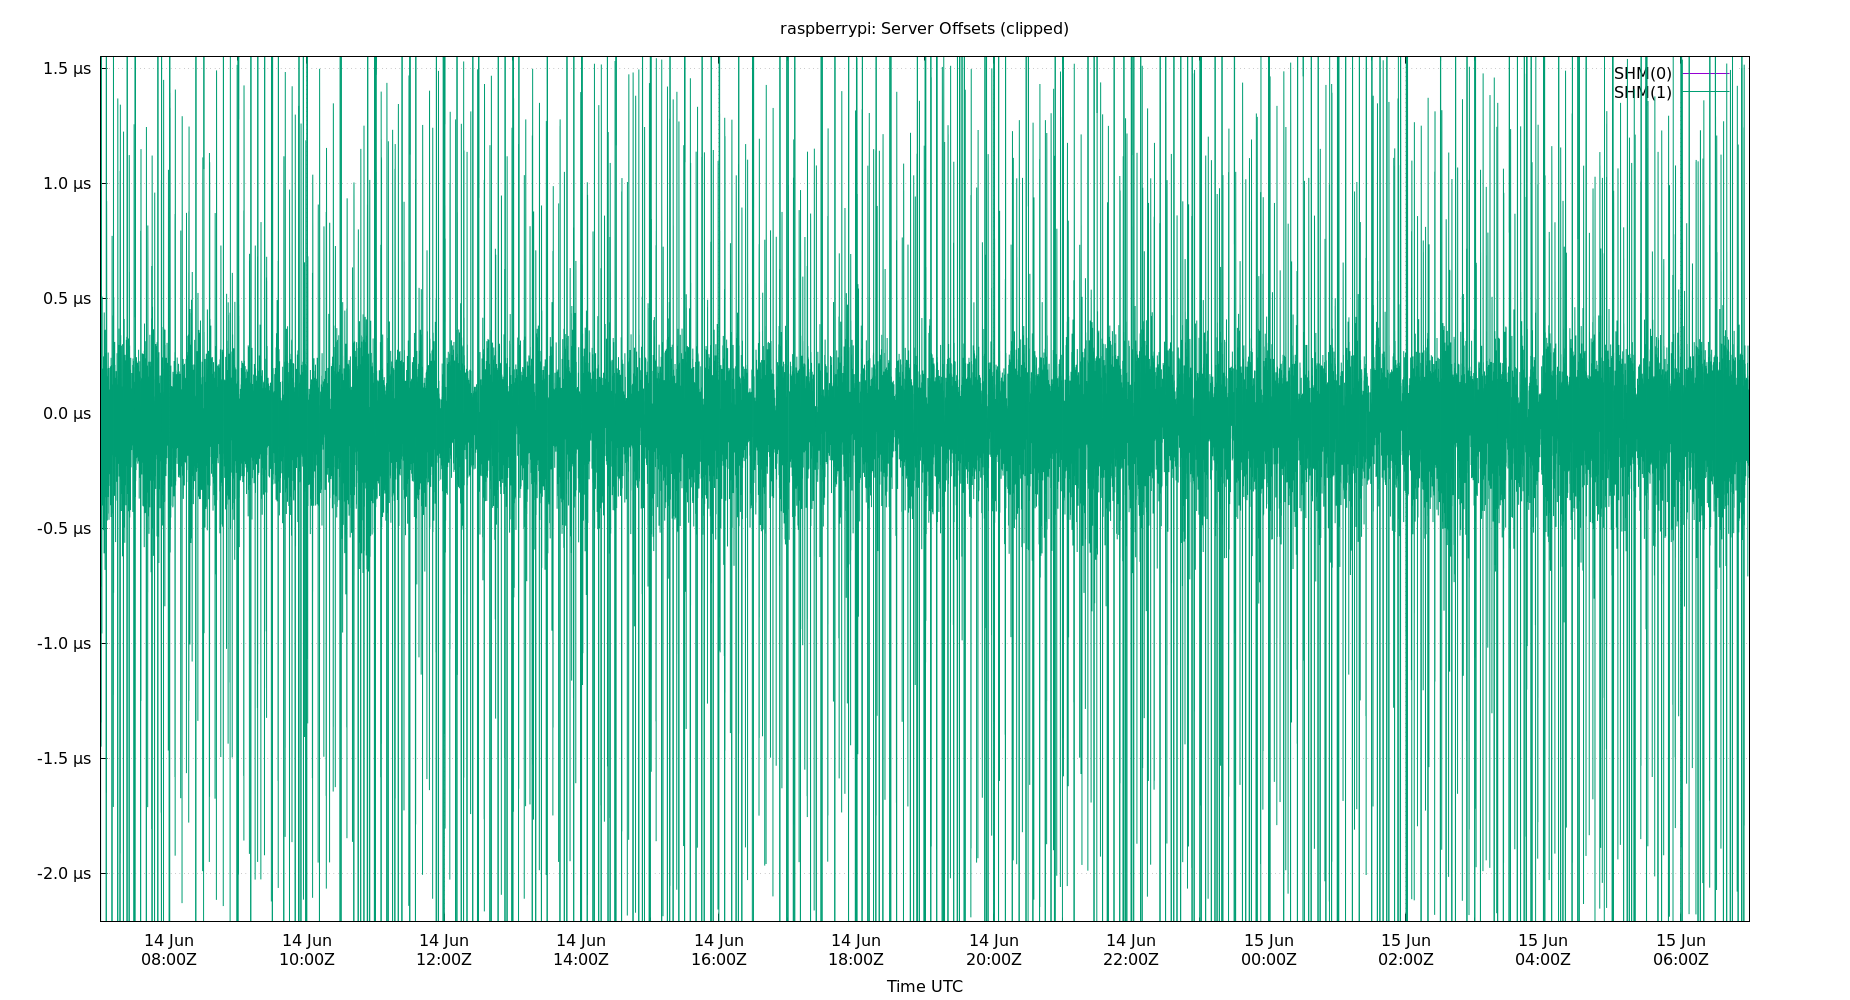 raspberrypi: Server Offsets (clipped)
1.5 µs
1.0 µs
0.5 µs
0.0 µs
-0.5 µs
-1.0 µs
-1.5 µs
-2.0 µs
SHM(0)
SHM(1)
14 Jun 14 Jun 14 Jun 14 Jun 14 Jun 14 Jun 14 Jun 14 Jun 15 Jun 15 Jun 15 Jun 15 Jun
08:00Z 10:00Z 12:00Z 14:00Z 16:00Z 18:00Z 20:00Z 22:00Z 00:00Z 02:00Z 04:00Z 06:00Z
Time UTC